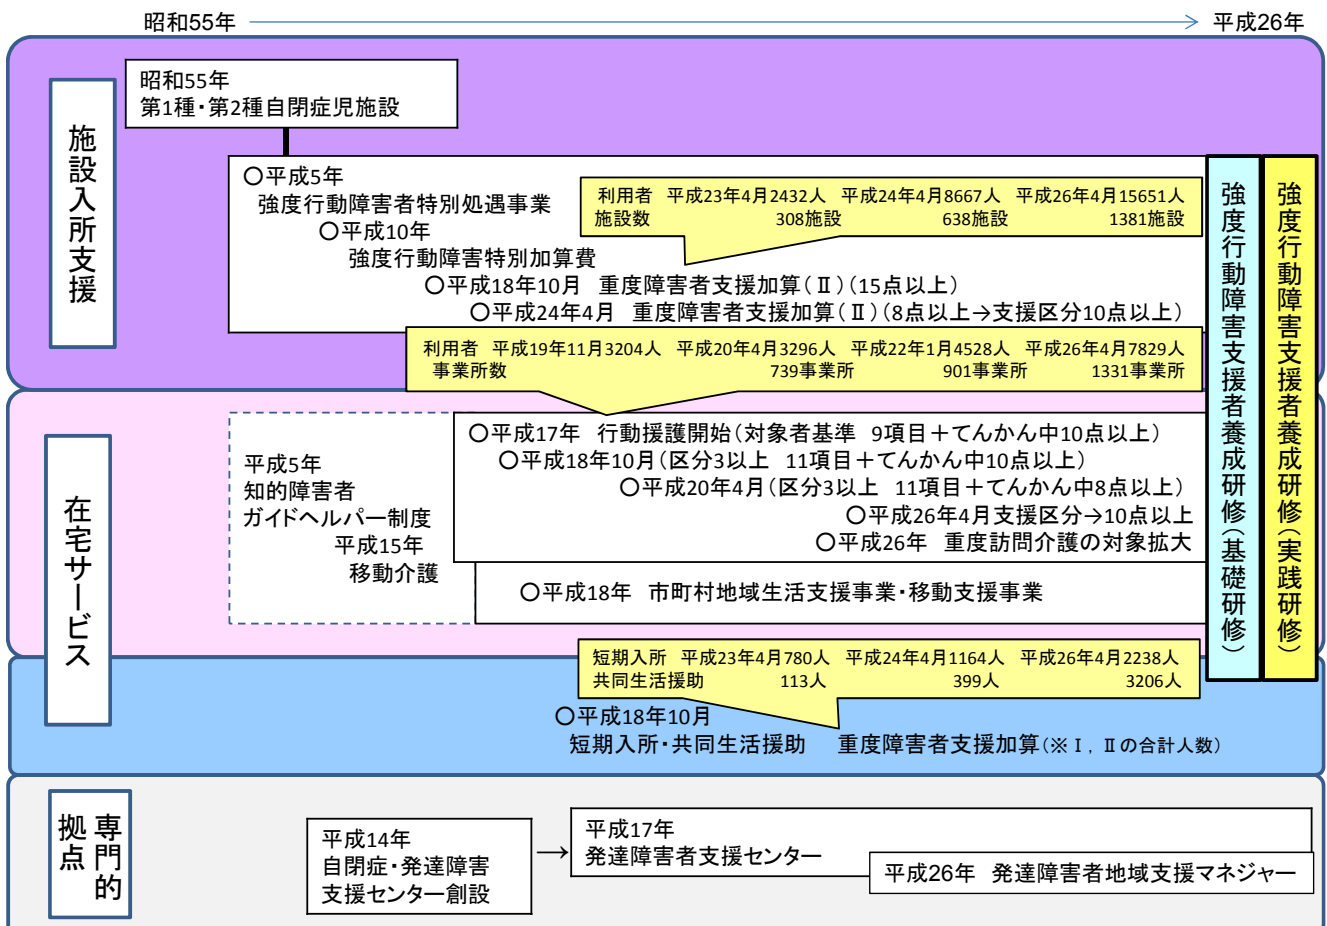 昭和55年
平成26年
施設入所支援
昭和55年
第1種・第2種自閉症児施設
○平成5年
強度行動障害者特別処遇事業
○平成10年
強度行動障害特別加算費
○平成18年10月 重度障害者支援加算(Ⅱ)(15点以上)
○平成24年4月 重度障害者支援加算(Ⅱ)(8点以上→支援区分10点以上)
利用者 平成23年4月2432人 平成24年4月8667人 平成26年4月15651人
施設数 308施設 638施設 1381施設
利用者 平成19年11月3204人 平成20年4月3296人 平成22年1月4528人 平成26年4月7829人
事業所数 739事業所 901事業所 1331事業所
強度行動障害支援者養成研修(基礎研修)
強度行動障害支援者養成研修(実践研修)
在宅サービス
平成5年
知的障害者
ガイドヘルパー制度
平成15年
移動介護
○平成17年 行動援護開始(対象者基準 9項目+てんかん中10点以上)
○平成18年10月(区分3以上 11項目+てんかん中10点以上)
○平成20年4月(区分3以上 11項目+てんかん中8点以上)
○平成26年4月支援区分→10点以上
○平成26年 重度訪問介護の対象拡大
○平成18年 市町村地域生活支援事業・移動支援事業
短期入所 平成23年4月780人 平成24年4月1164人 平成26年4月2238人
共同生活援助 113人 399人 3206人
○平成18年10月
短期入所・共同生活援助 重度障害者支援加算(※Ⅰ,Ⅱの合計人数)
専門的
拠点
平成14年
自閉症・発達障害
支援センター創設
→
平成17年
発達障害者支援センター
平成26年 発達障害者地域支援マネジャー